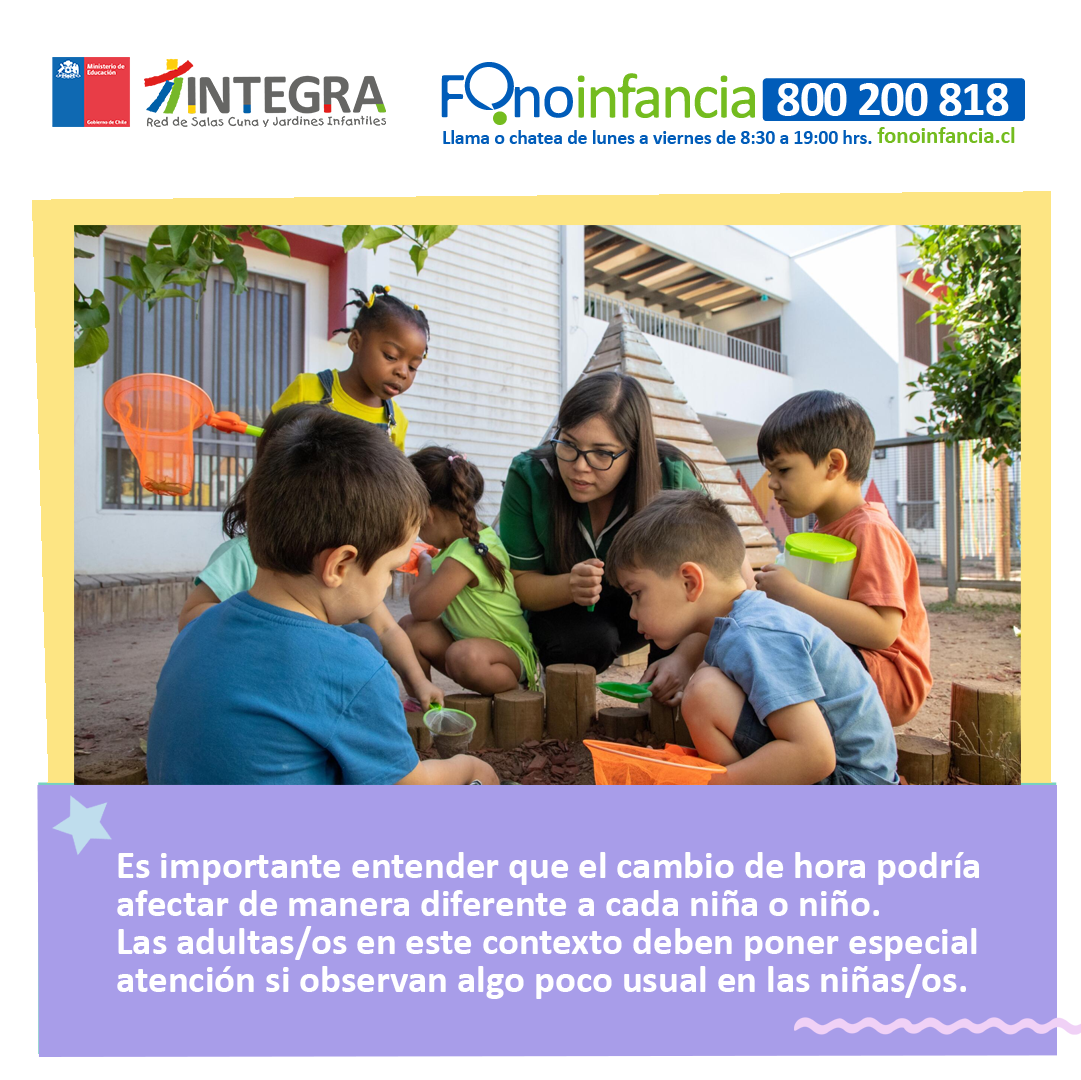 Ministerio de
Educación
Gobierno de Chile
INTEGRA
Red de Salas Cuna y Jardines Infantiles
Fonoinfancia 800 200 818
Llama o chatea de lunes a viernes de 8:30 a 19:00 hrs. fonoinfancia.cl
Es importante entender que el cambio de hora podría
afectar de manera diferente a cada niña o niño.
Las adultas/os en este contexto deben poner especial
atención si observan algo poco usual en las niñas/os.